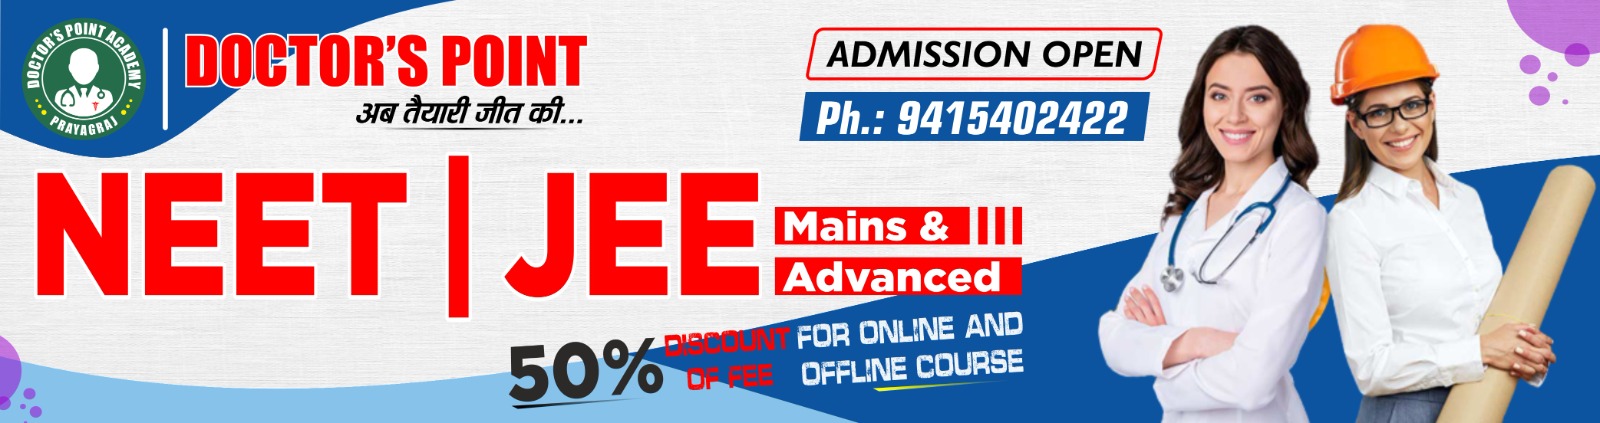 DOCTOR'S POINT ACADEMY
PRAYAGRAJ
DOCTOR'S POINT
अब तैयारी जीत की...
ADMISSION OPEN
Ph.: 9415402422
NEET | JEE
Mains &
Advanced
50% DISCOUNT FOR ONLINE AND
OF FEE OFFLINE COURSE